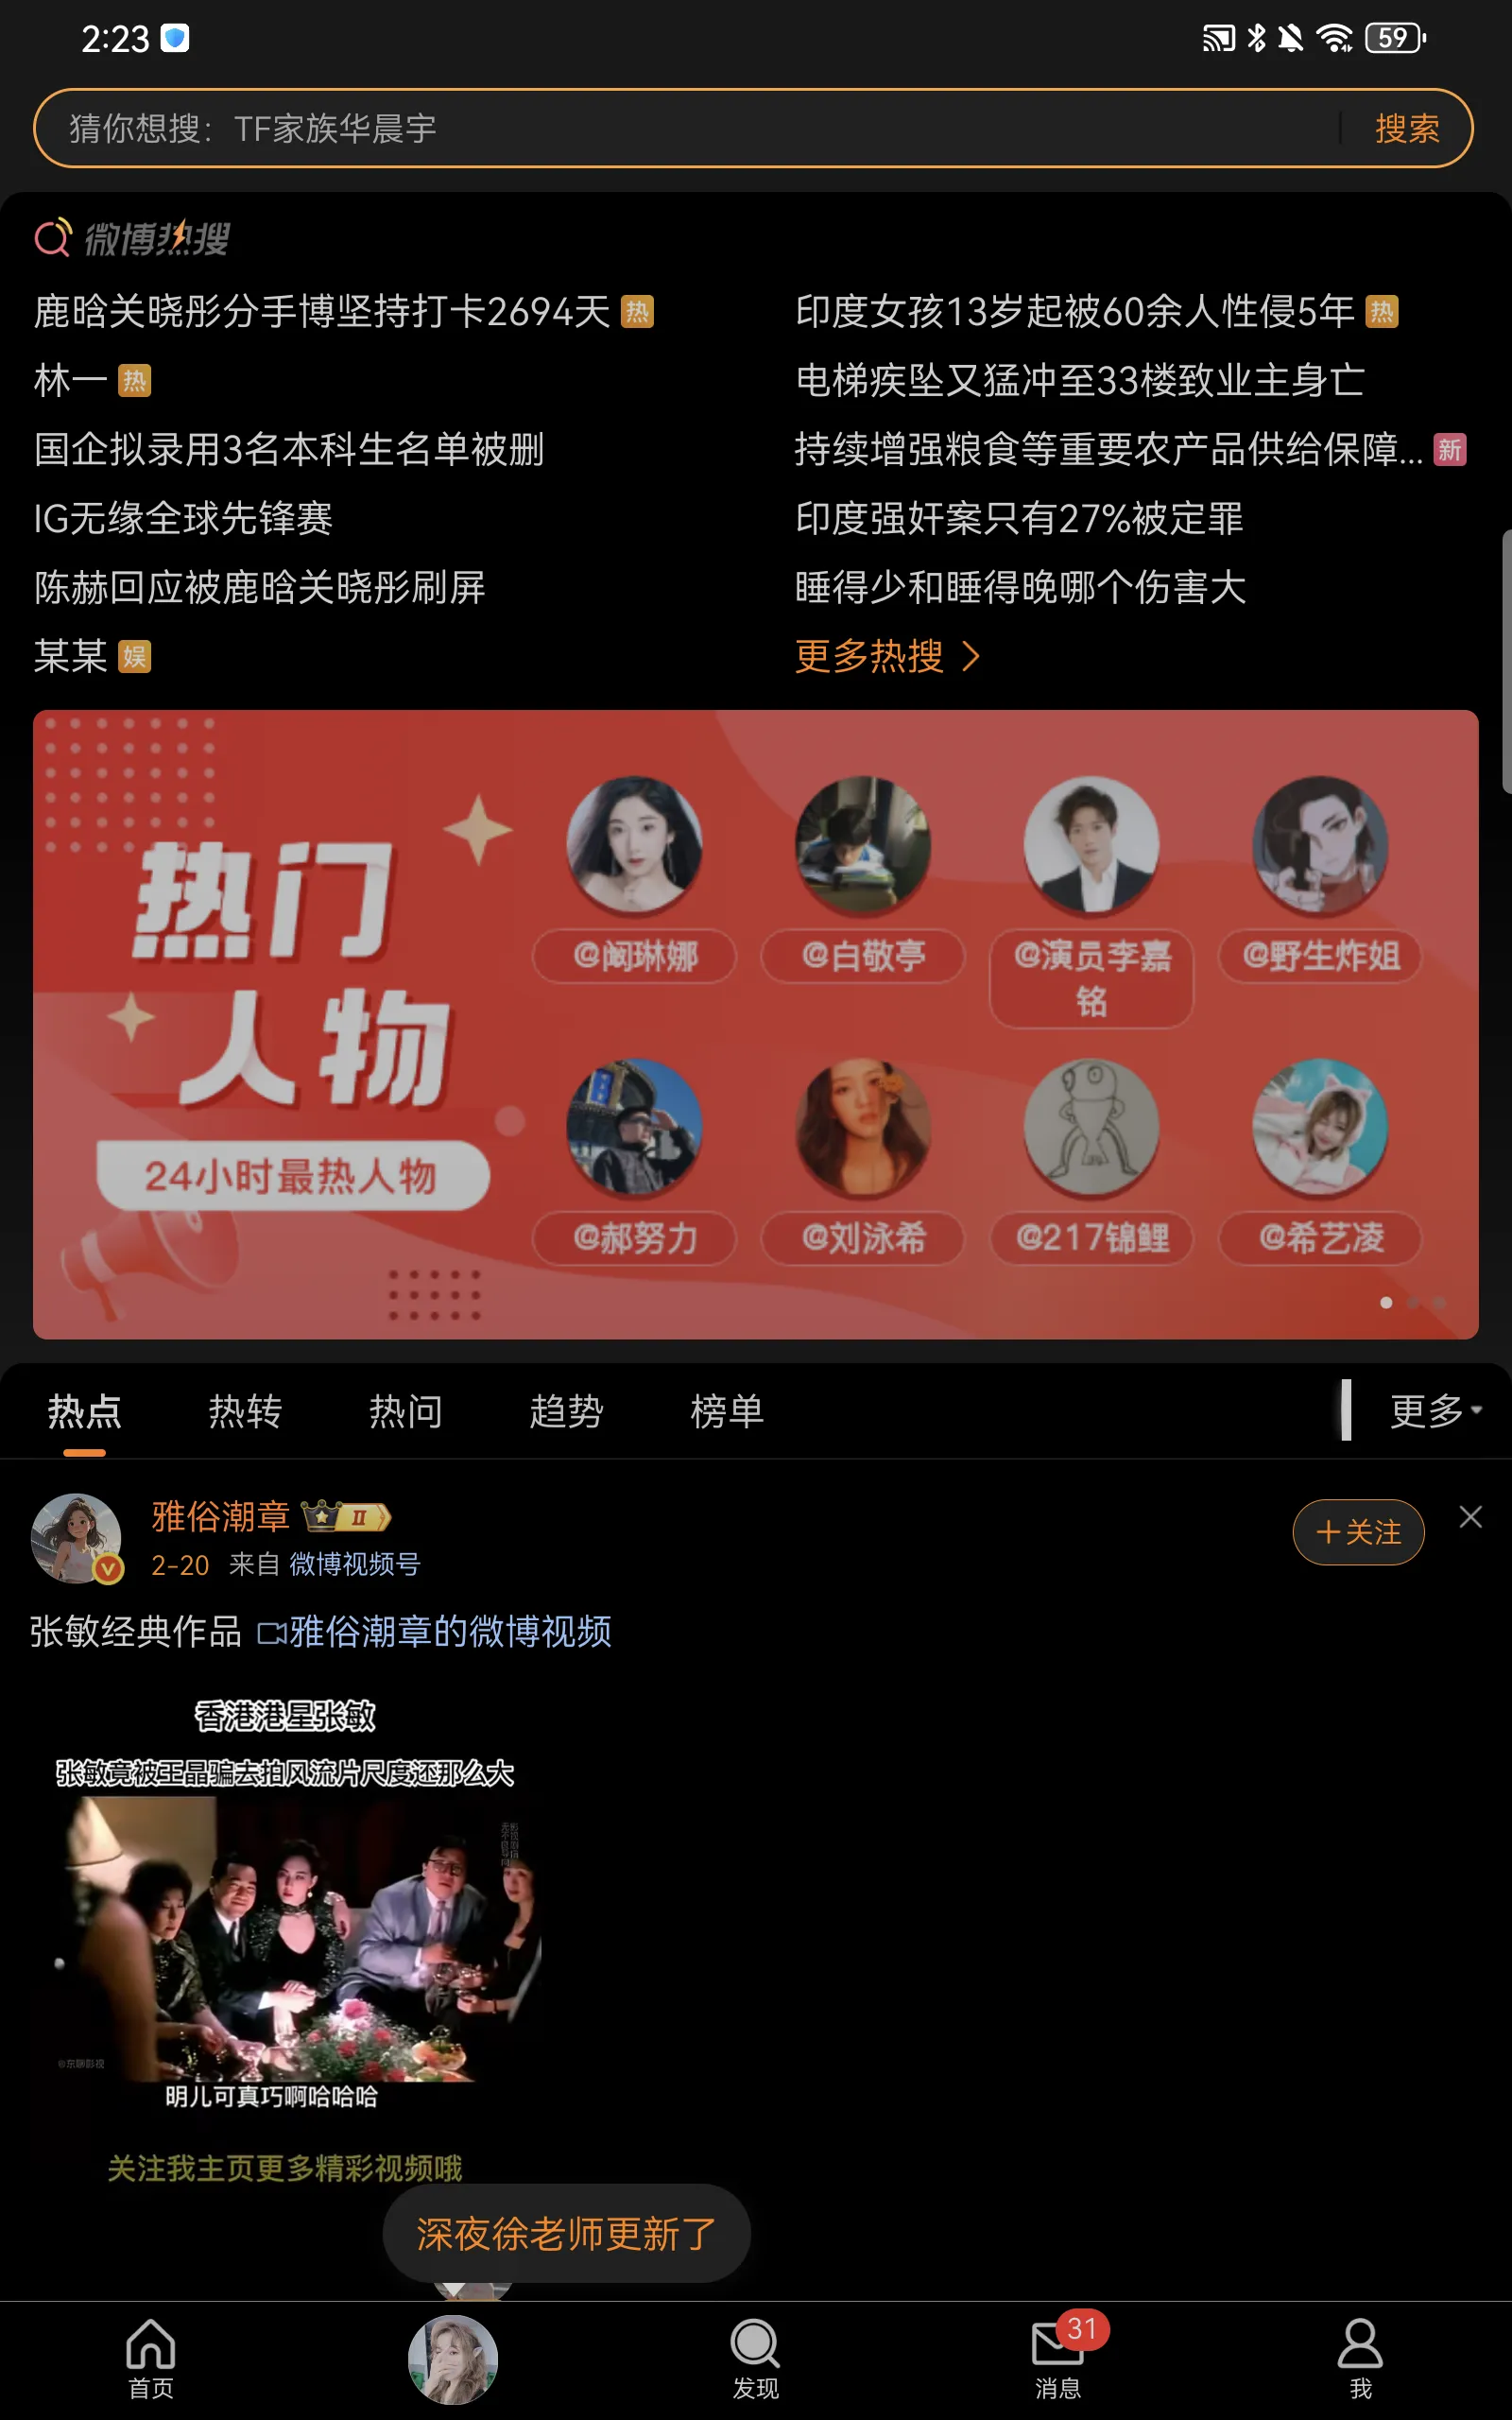 2:23
59
猜你想搜：TF家族华晨宇
搜索
微博热搜
鹿晗关晓彤分手博坚持打卡2694天 热
印度女孩13岁起被60余人性侵5年 热
林一 热
电梯疾坠又猛冲至33楼致业主身亡
国企拟录用3名本科生名单被删
持续增强粮食等重要农产品供给保障... 新
IG无缘全球先锋赛
印度强奸案只有27%被定罪
陈赫回应被鹿晗关晓彤刷屏
睡得少和睡得晚哪个伤害大
某某 娱
更多热搜
热门
人物
24小时最热人物
@阚琳娜
@白敬亭
@演员李嘉
铭
@野生炸姐
@郝努力
@刘泳希
@217锦鲤
@希艺凌
热点
热转
热问
趋势
榜单
更多
雅俗潮章 II
2-20 来自 微博视频号
+关注
张敏经典作品 雅俗潮章的微博视频
香港港星张敏
张敏竟被王晶骗去拍风流片尺度还那么大
@东聊影视
明儿可真巧啊哈哈哈
关注我主页更多精彩视频哦
深夜徐老师更新了
首页
发现
31
消息
我